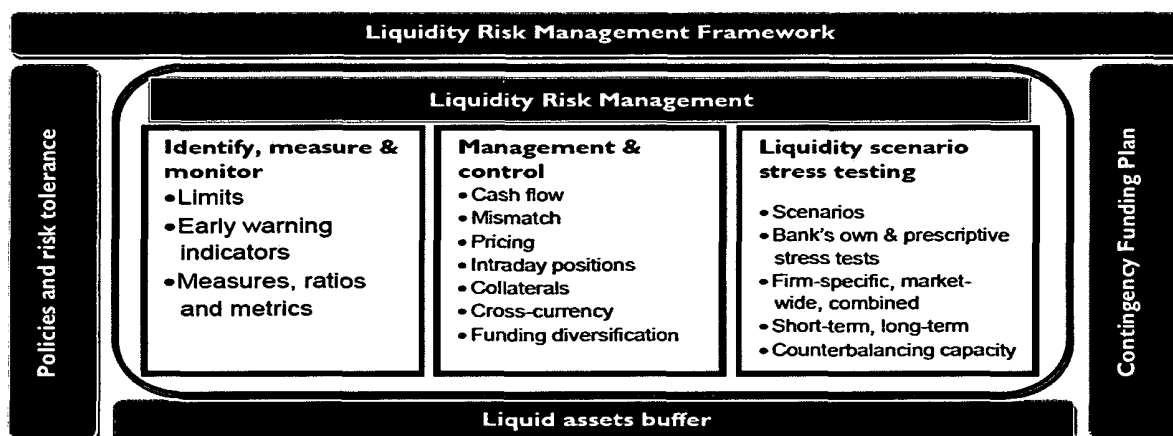 Liquidity Risk Management Framework
Policies and risk tolerance
Liquidity Risk Management
Identify, measure &
monitor
•Limits
•Early warning
indicators
•Measures, ratios
and metrics
Management &
control
•Cash flow
•Mismatch
•Pricing
•Intraday positions
•Collaterals
•Cross-currency
•Funding diversification
Liquidity scenario
stress testing
•Scenarios
•Bank's own & prescriptive
stress tests
•Firm-specific, market-
wide, combined
•Short-term, long-term
•Counterbalancing capacity
Contingency Funding Plan
Liquid assets buffer